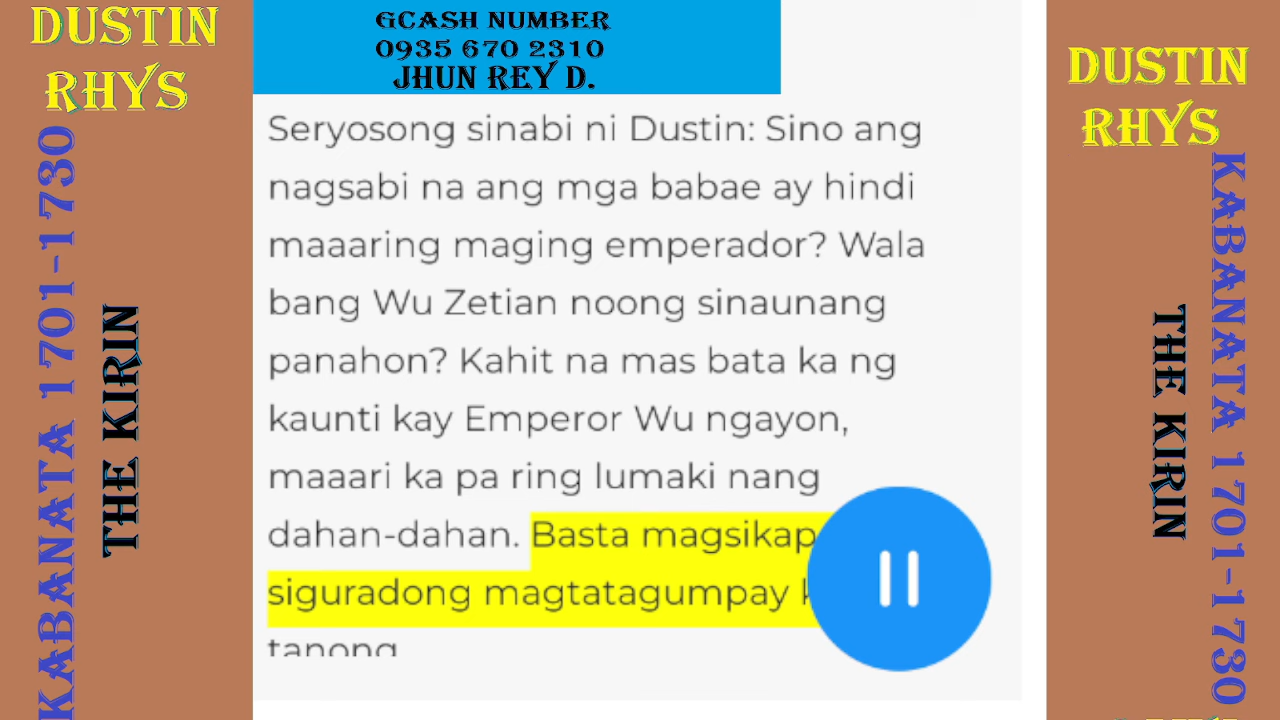 DUSTIN
RHYS
KABANATA 1701-1730
THE KIRIN
GCASH NUMBER
0935 670 2310
JHUN REY D.
Seryosong sinabi ni Dustin: Sino ang
nagsabi na ang mga babae ay hindi
maaaring maging emperador? Wala
bang Wu Zetian noong sinaunang
panahon? Kahit na mas bata ka ng
kaunti kay Emperor Wu ngayon,
maaari ka pa ring lumaki nang
dahan-dahan. Basta magsikap
siguradong magtatagumpay
tanong
DUSTIN
RHYS
KABANATA 1701-1730
THE KIRIN